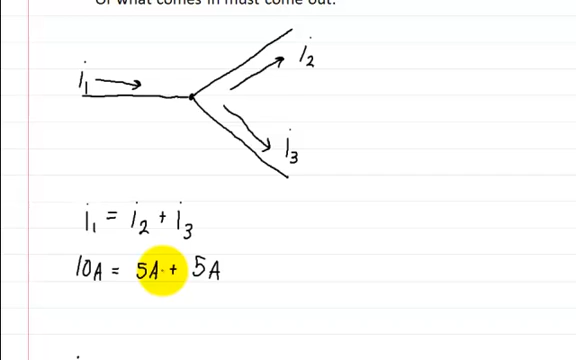 Or what comes in must come out.
i₂
i₁
i₃
i₁ = i₂ + i₃
10A = 5A + 5A